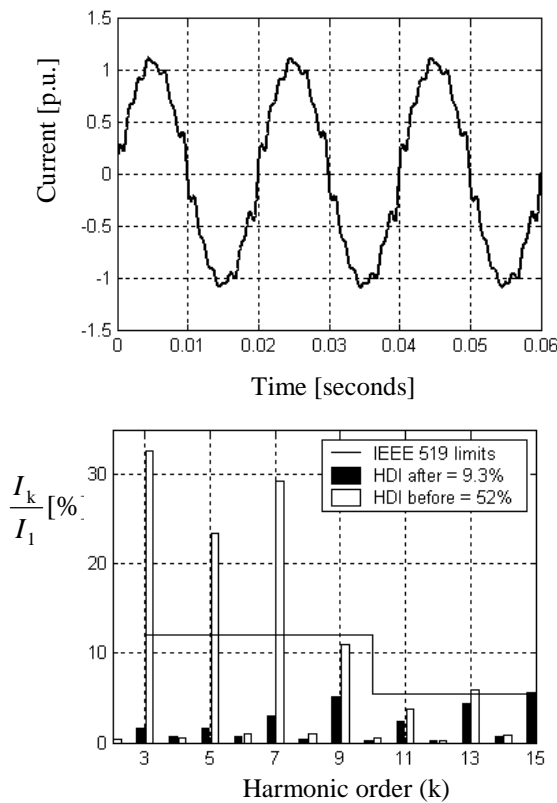 1.5
1
0.5
0
-0.5
-1
-1.5
Current [p.u.]
0 0.01 0.02 0.03 0.04 0.05 0.06
Time [seconds]
30
20
10
0
I_k / I_1 [%]
IEEE 519 limits
HDI after = 9.3%
HDI before = 52%
3 5 7 9 11 13 15
Harmonic order (k)